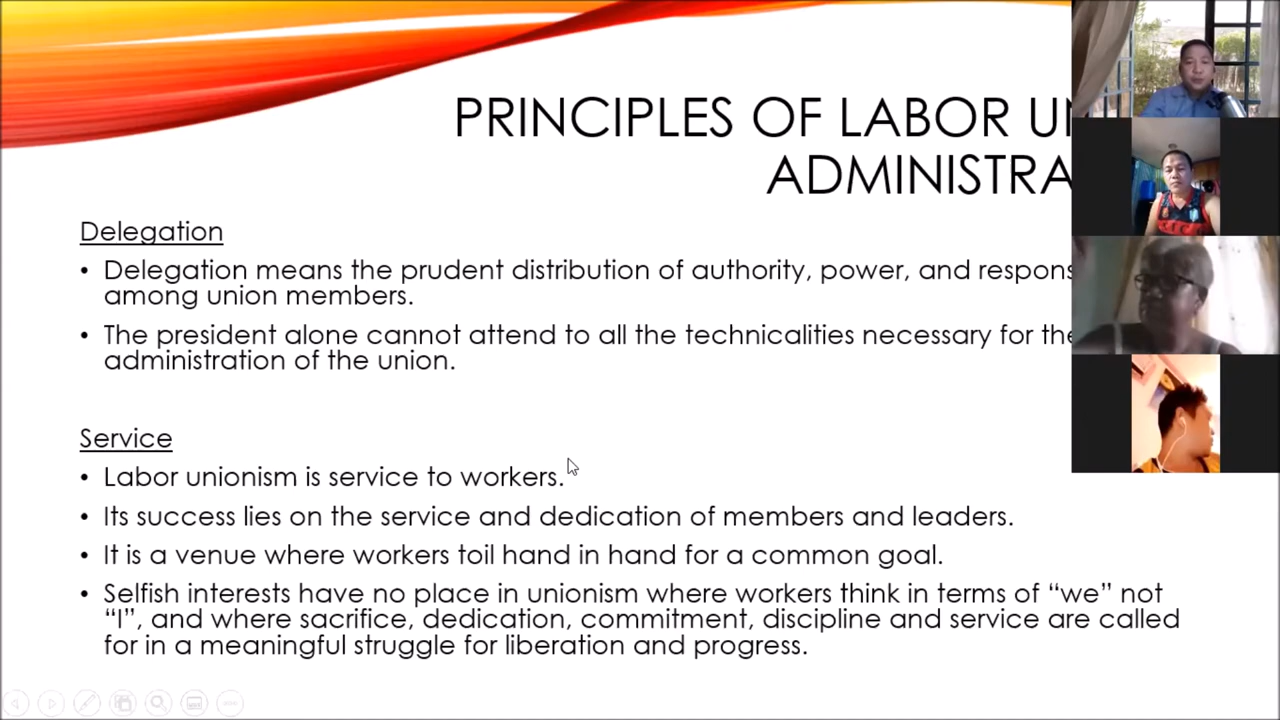 PRINCIPLES OF LABOR
ADMINISTRA
Delegation
• Delegation means the prudent distribution of authority, power, and respons
among union members.
• The president alone cannot attend to all the technicalities necessary for the
administration of the union.
Service
• Labor unionism is service to workers.
• Its success lies on the service and dedication of members and leaders.
• It is a venue where workers toil hand in hand for a common goal.
• Selfish interests have no place in unionism where workers think in terms of “we” not
“I”, and where sacrifice, dedication, commitment, discipline and service are called
for in a meaningful struggle for liberation and progress.